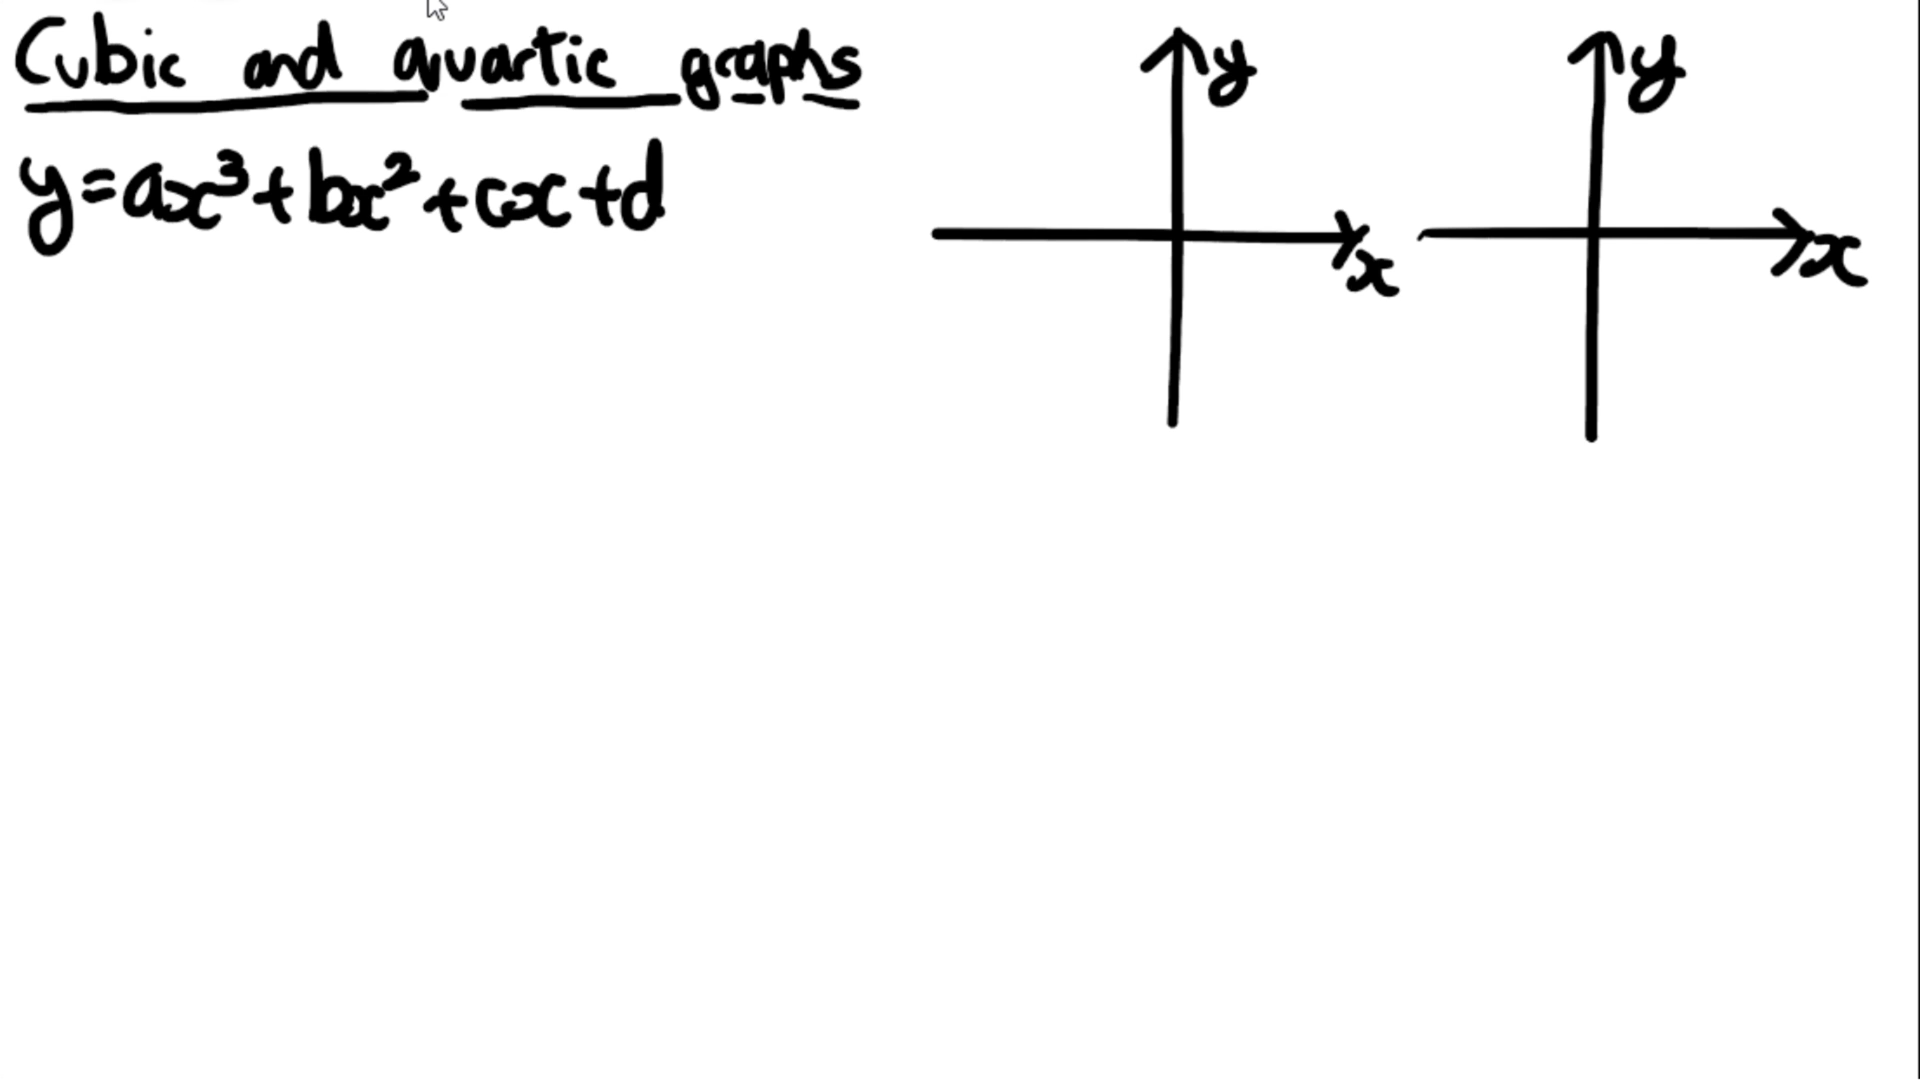 Cubic and quartic graphs
y=ax³+bx²+cx+d
y
x
y
x